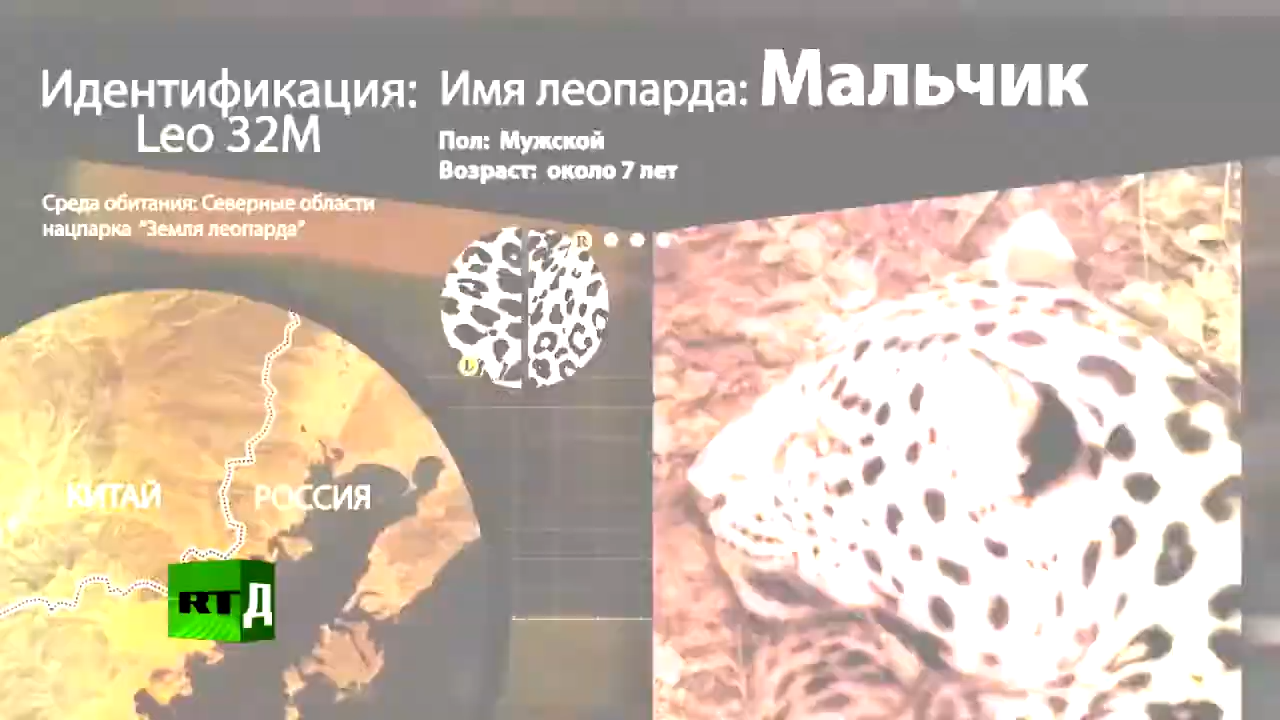 Идентификация:
Leo 32M
Имя леопарда: Мальчик
Пол: Мужской
Возраст: около 7 лет
Среда обитания: Северные области
нацпарка "Земля леопарда"
R
L
КИТАЙ
РОССИЯ
RTД